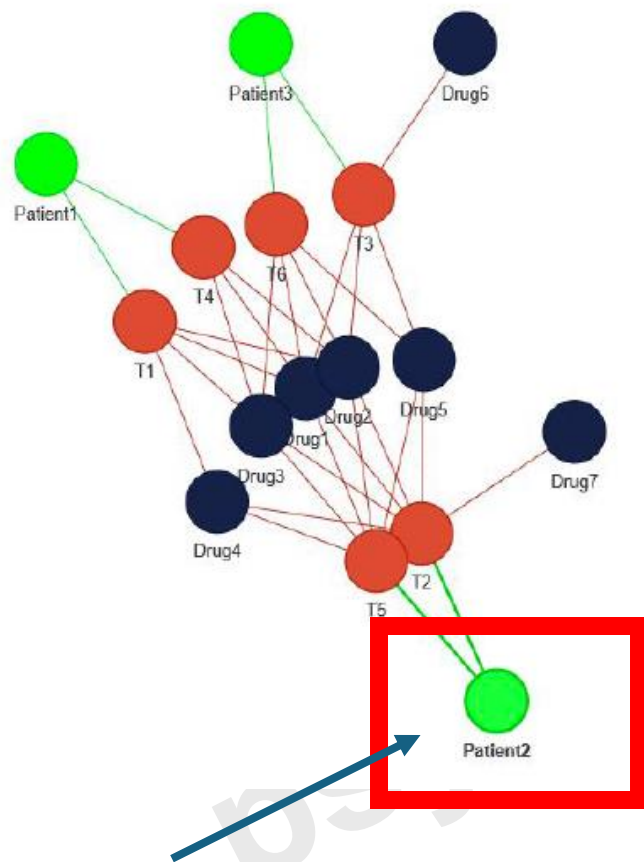 Patient3
Drug6
Patient1
T3
T6
T4
T1
Drug2
Drug5
Drug1
Drug3
Drug7
Drug4
T2
T5
Patient2